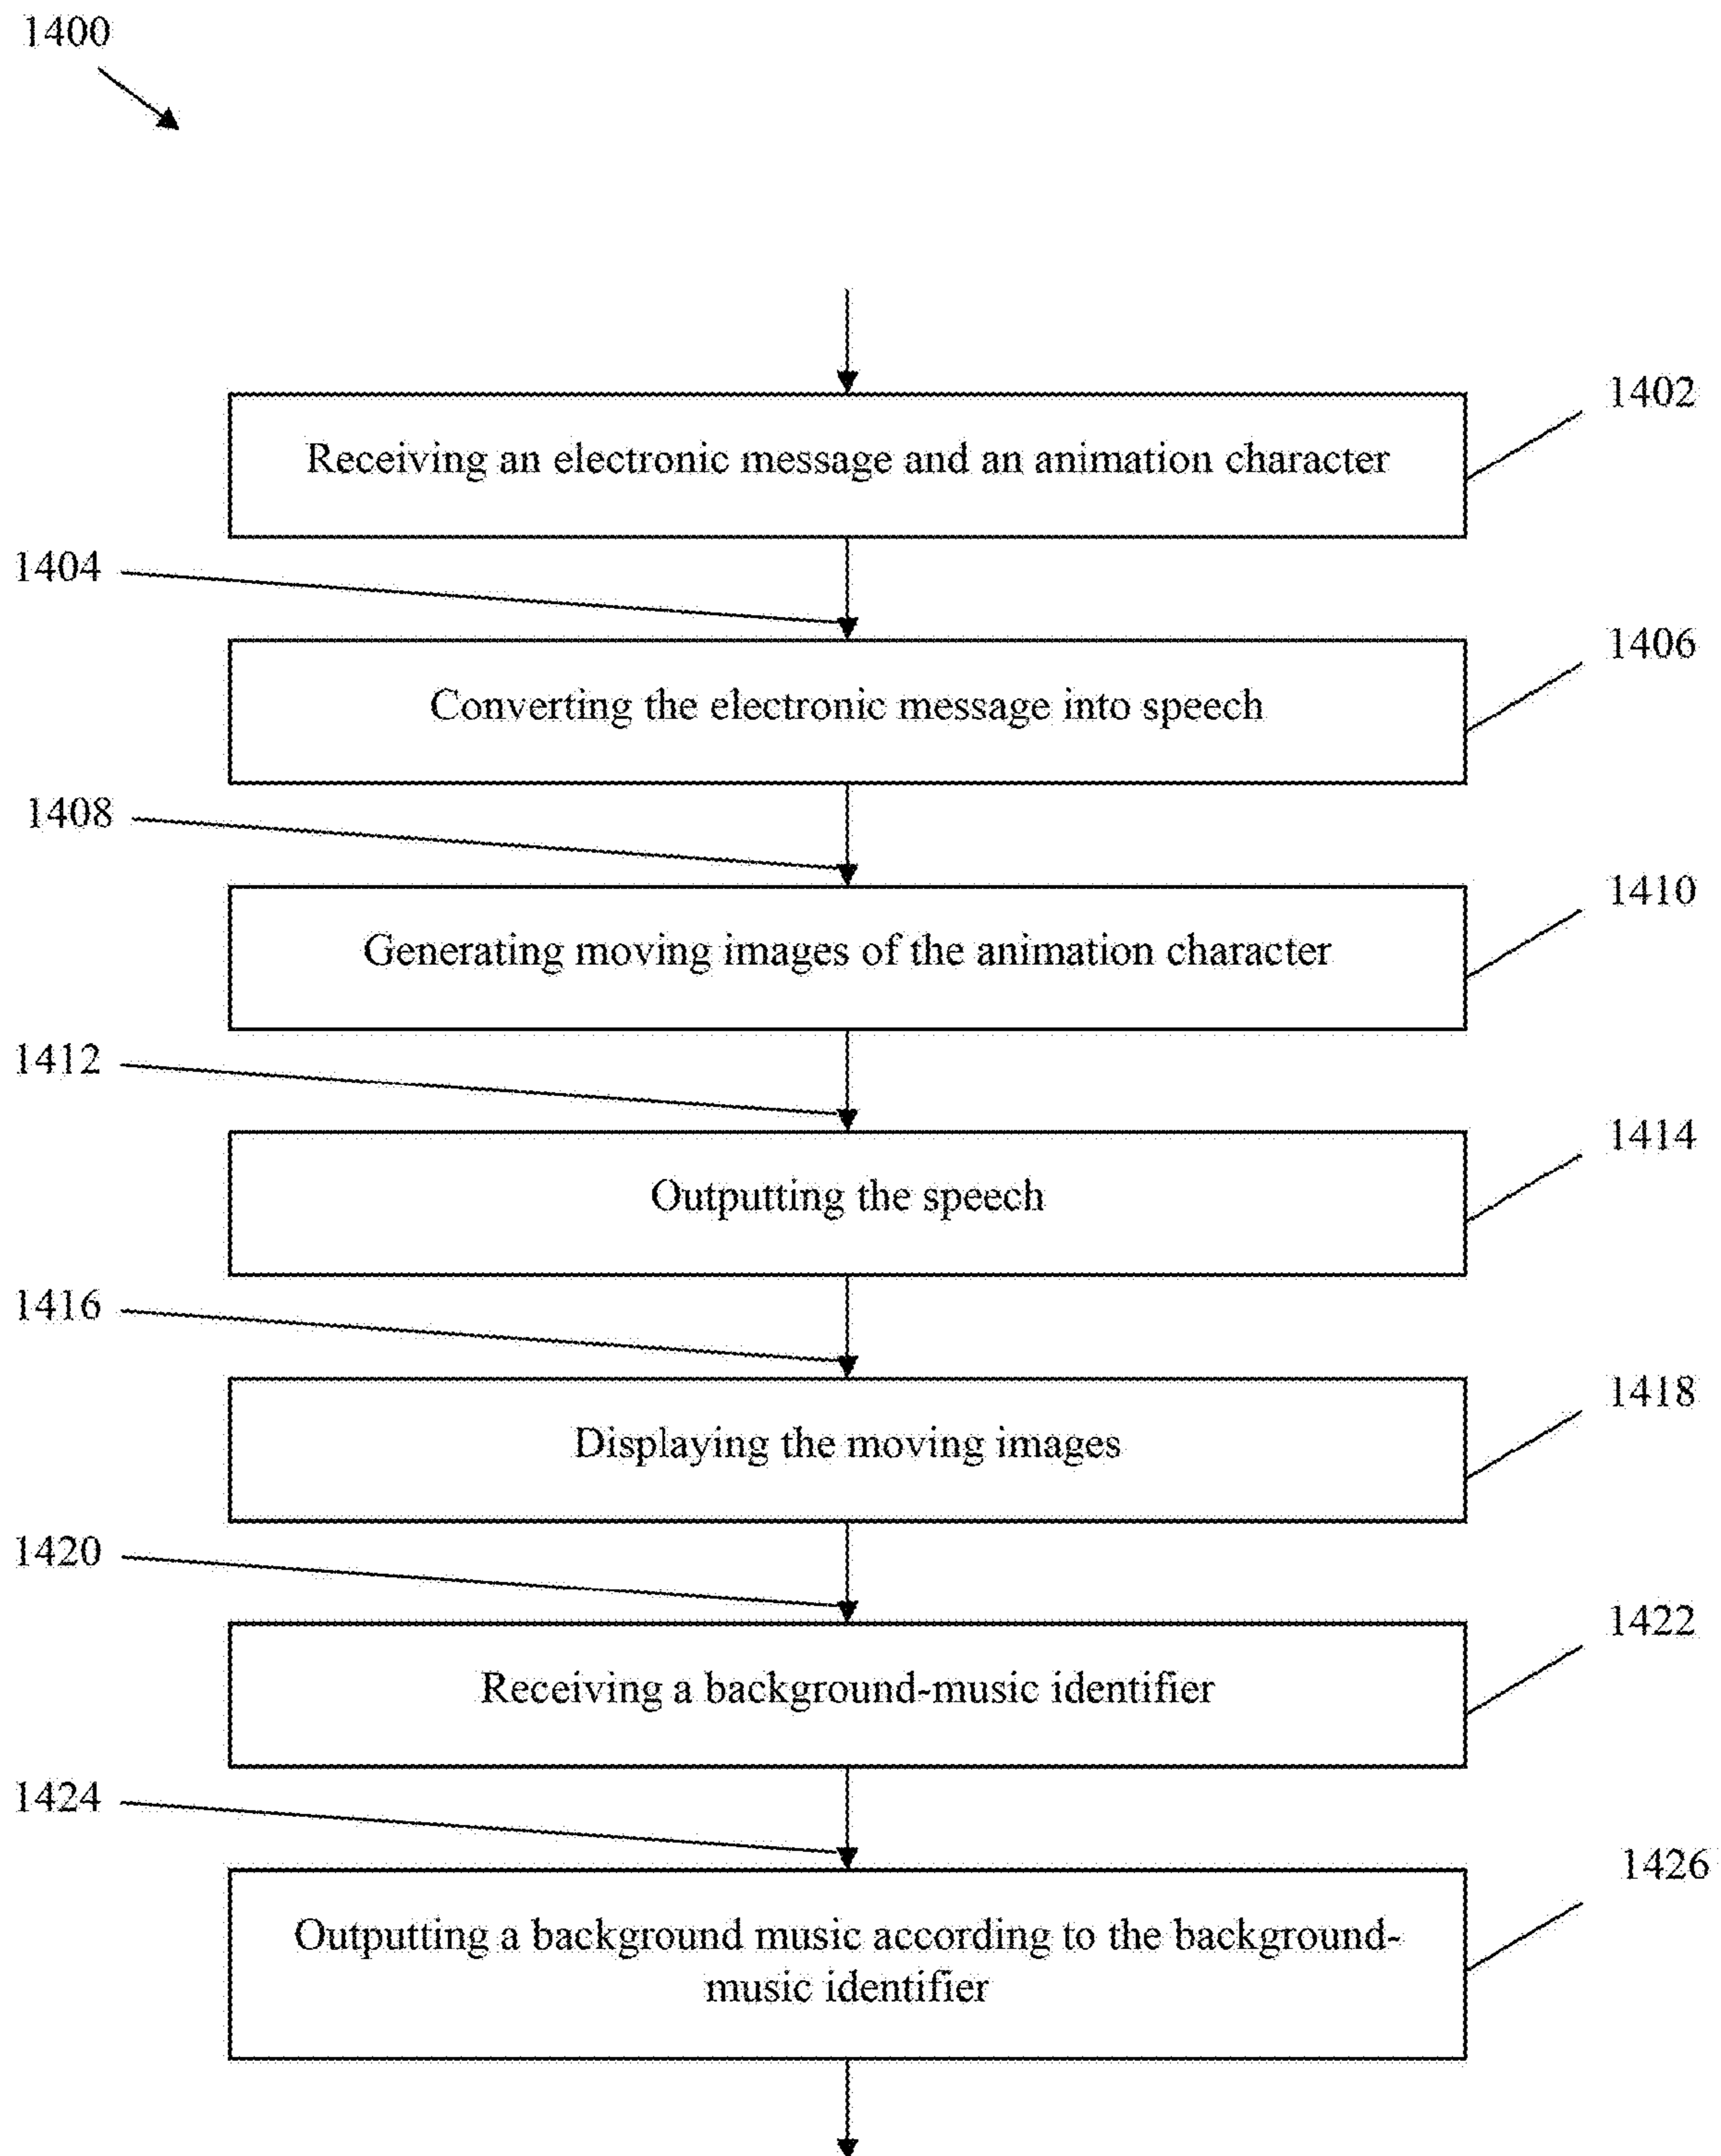 1400
1402
Receiving an electronic message and an animation character
1404
1406
Converting the electronic message into speech
1408
1410
Generating moving images of the animation character
1412
1414
Outputting the speech
1416
1418
Displaying the moving images
1420
1422
Receiving a background-music identifier
1424
1426
Outputting a background music according to the background-
music identifier